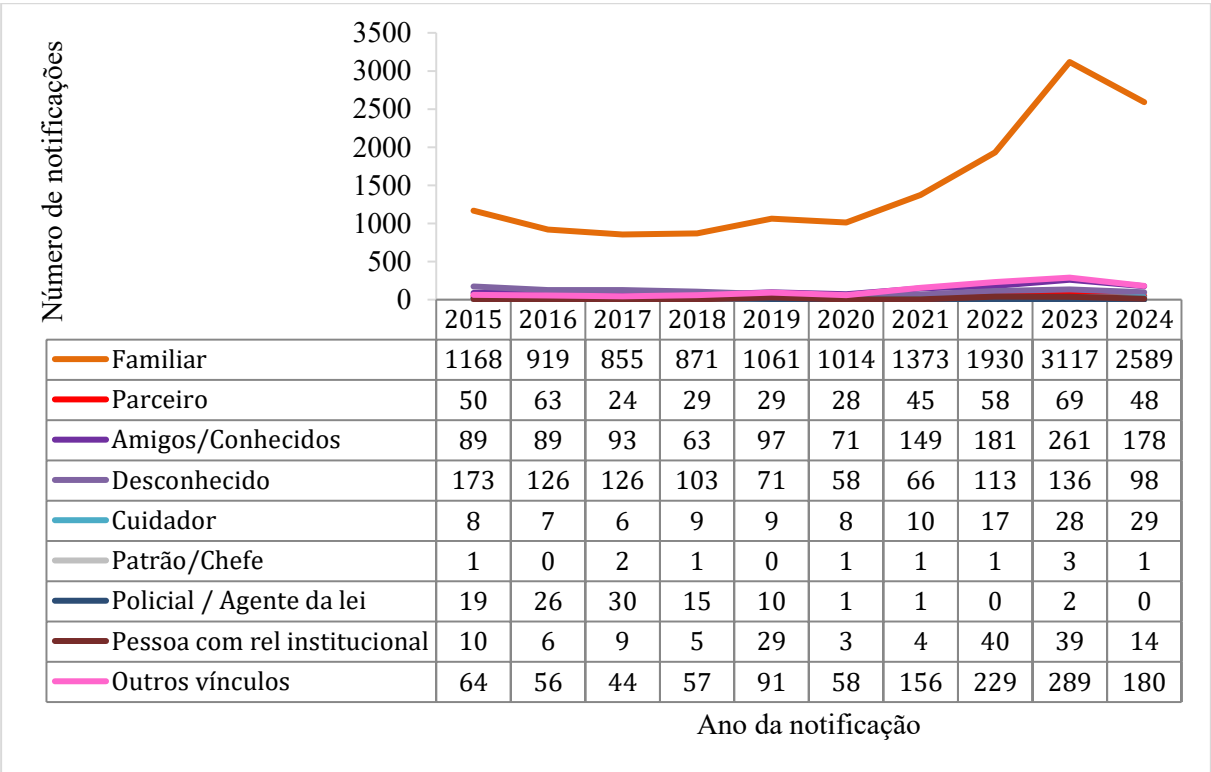 Número de notificações
3500
3000
2500
2000
1500
1000
500
0
2015 2016 2017 2018 2019 2020 2021 2022 2023 2024
Familiar 1168 919 855 871 1061 1014 1373 1930 3117 2589
Parceiro 50 63 24 29 29 28 45 58 69 48
Amigos/Conhecidos 89 89 93 63 97 71 149 181 261 178
Desconhecido 173 126 126 103 71 58 66 113 136 98
Cuidador 8 7 6 9 9 8 10 17 28 29
Patrão/Chefe 1 0 2 1 0 1 1 1 3 1
Policial / Agente da lei 19 26 30 15 10 1 1 0 2 0
Pessoa com rel institucional 10 6 9 5 29 3 4 40 39 14
Outros vínculos 64 56 44 57 91 58 156 229 289 180
Ano da notificação